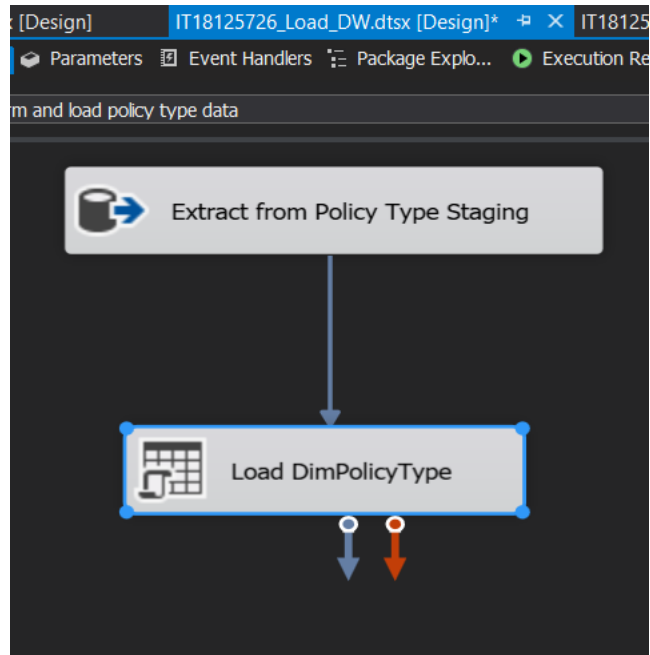 [Design] IT18125726_Load_DW.dtsx [Design]* IT18125
Parameters Event Handlers Package Explo... Execution Re
rm and load policy type data
Extract from Policy Type Staging
Load DimPolicyType